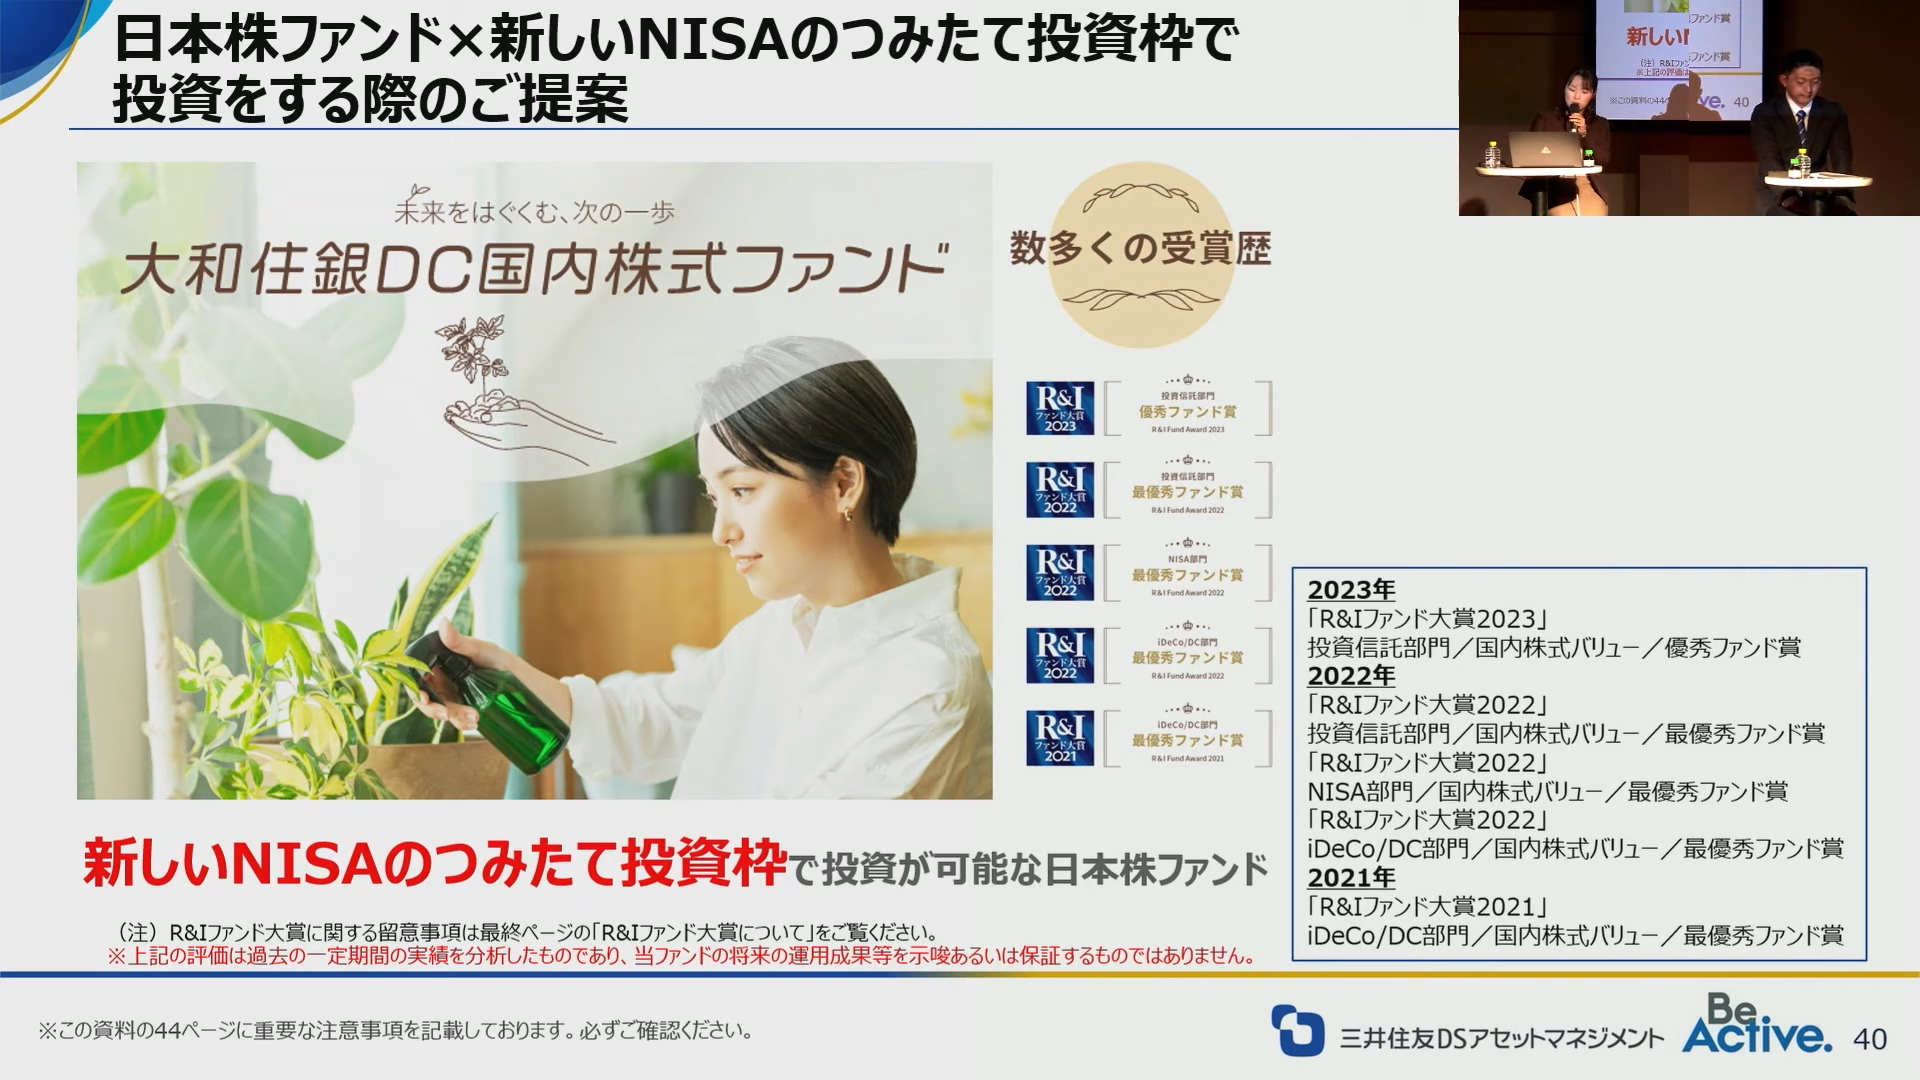 日本株ファンド×新しいNISAのつみたて投資枠で
投資をする際のご提案
未来をはぐくむ、次の一歩
大和住銀DC国内株式ファンド
数多くの受賞歴
R&I
ファンド大賞
2023
投資信託部門
優秀ファンド賞
R&I Fund Award 2023
R&I
ファンド大賞
2022
投資信託部門
最優秀ファンド賞
R&I Fund Award 2022
R&I
ファンド大賞
2022
NISA部門
最優秀ファンド賞
R&I Fund Award 2022
R&I
ファンド大賞
2022
iDeCo/DC部門
最優秀ファンド賞
R&I Fund Award 2022
R&I
ファンド大賞
2021
iDeCo/DC部門
最優秀ファンド賞
R&I Fund Award 2021
2023年
「R&Iファンド大賞2023」
投資信託部門／国内株式バリュー／優秀ファンド賞
2022年
「R&Iファンド大賞2022」
投資信託部門／国内株式バリュー／最優秀ファンド賞
「R&Iファンド大賞2022」
NISA部門／国内株式バリュー／最優秀ファンド賞
「R&Iファンド大賞2022」
iDeCo/DC部門／国内株式バリュー／最優秀ファンド賞
2021年
「R&Iファンド大賞2021」
iDeCo/DC部門／国内株式バリュー／最優秀ファンド賞
新しいNISAのつみたて投資枠で投資が可能な日本株ファンド
（注）R&Iファンド大賞に関する留意事項は最終ページの「R&Iファンド大賞について」をご覧ください。
※上記の評価は過去の一定期間の実績を分析したものであり、当ファンドの将来の運用成果等を示唆あるいは保証するものではありません。
※この資料の44ページに重要な注意事項を記載しております。必ずご確認ください。
三井住友DSアセットマネジメント
Be
Active.
40
ファンド賞
新しい
ファンド賞
（注）R&Iファン
※上記の評価は
※この資料の44
ve. 40